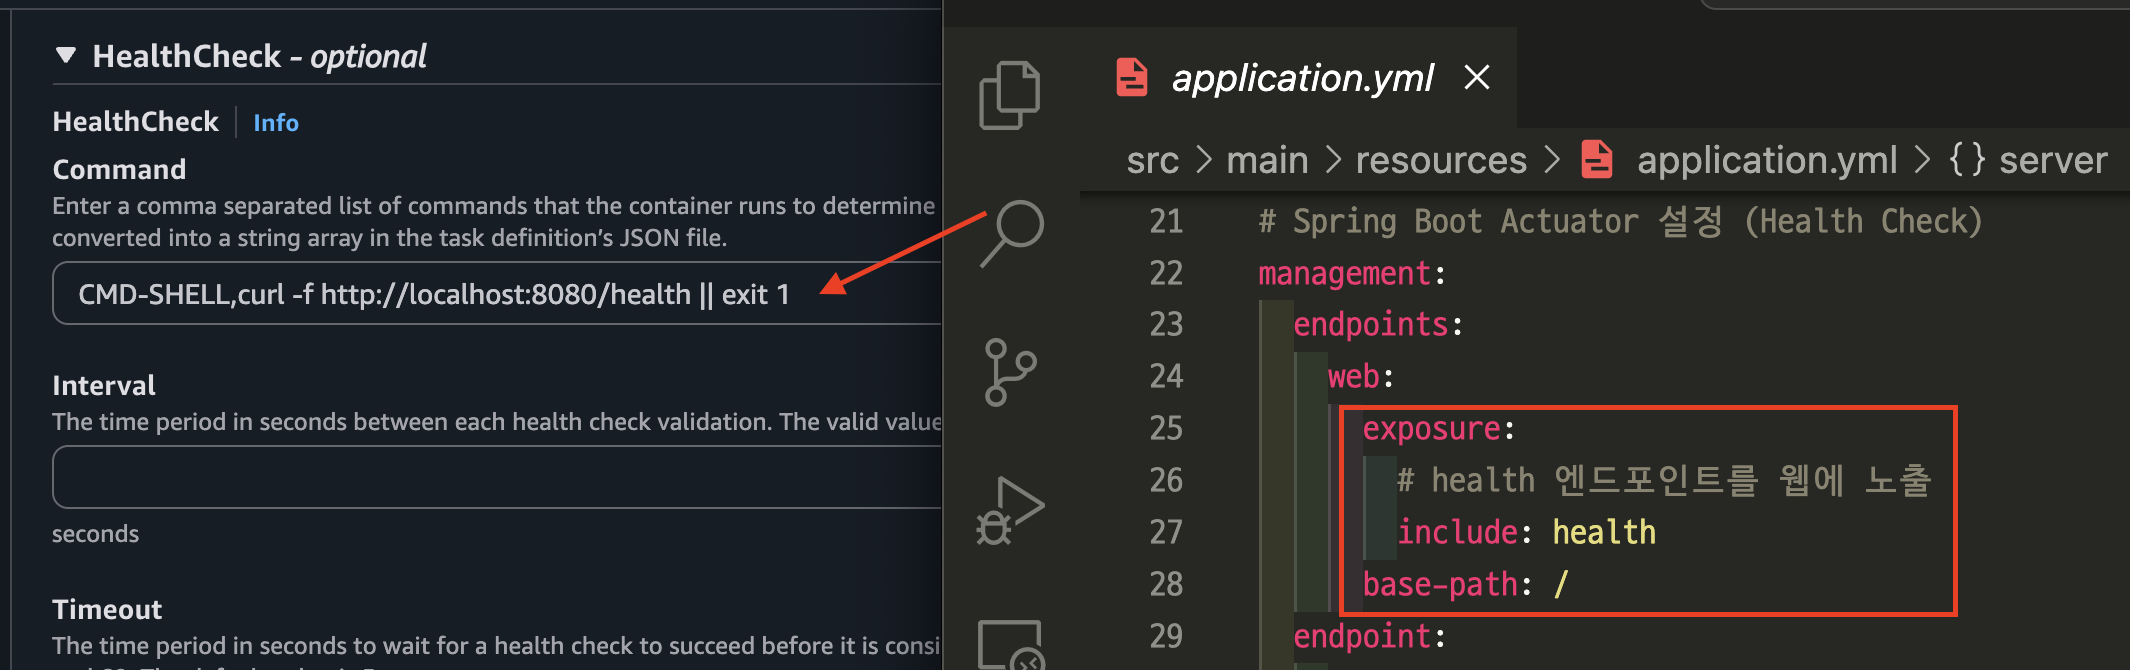 HealthCheck - optional
HealthCheck
Info
Command
Enter a comma separated list of commands that the container runs to determine
converted into a string array in the task definition's JSON file.
CMD-SHELL,curl -f http://localhost:8080/health || exit 1
Interval
The time period in seconds between each health check validation. The valid value
seconds
Timeout
The time period in seconds to wait for a health check to succeed before it is consi
application.yml
src > main > resources > application.yml > {} server
21 # Spring Boot Actuator 설정 (Health Check)
22 management:
23 endpoints:
24 web:
25 exposure:
26 # health 엔드포인트를 웹에 노출
27 include: health
28 base-path: /
29 endpoint: